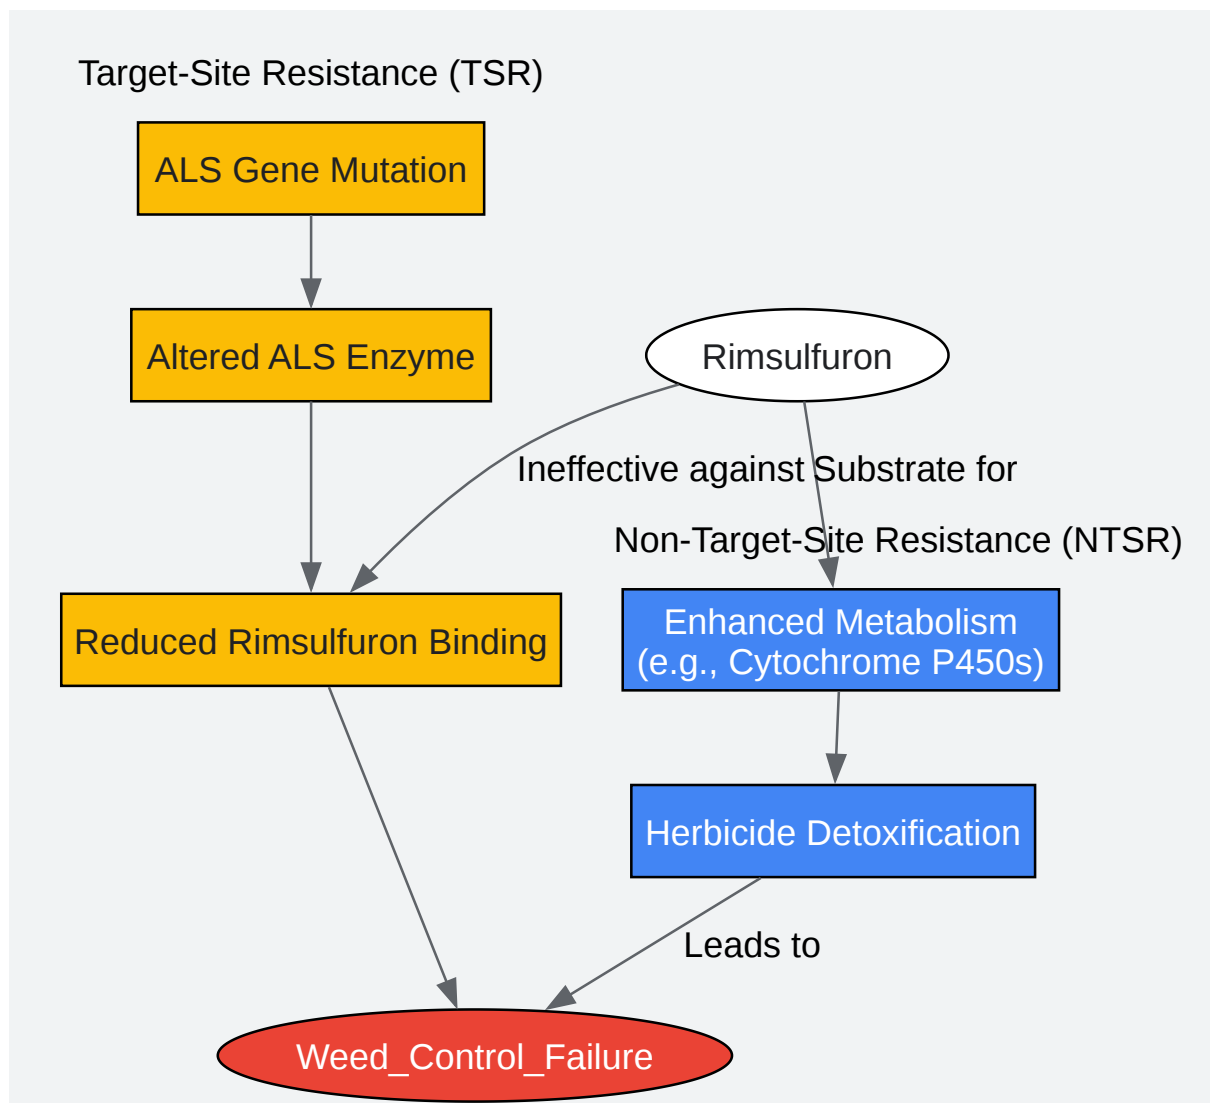 Target-Site Resistance (TSR)
ALS Gene Mutation
Altered ALS Enzyme
Rimsulfuron
Ineffective against
Substrate for
Non-Target-Site Resistance (NTSR)
Reduced Rimsulfuron Binding
Enhanced Metabolism
(e.g., Cytochrome P450s)
Herbicide Detoxification
Leads to
Weed_Control_Failure